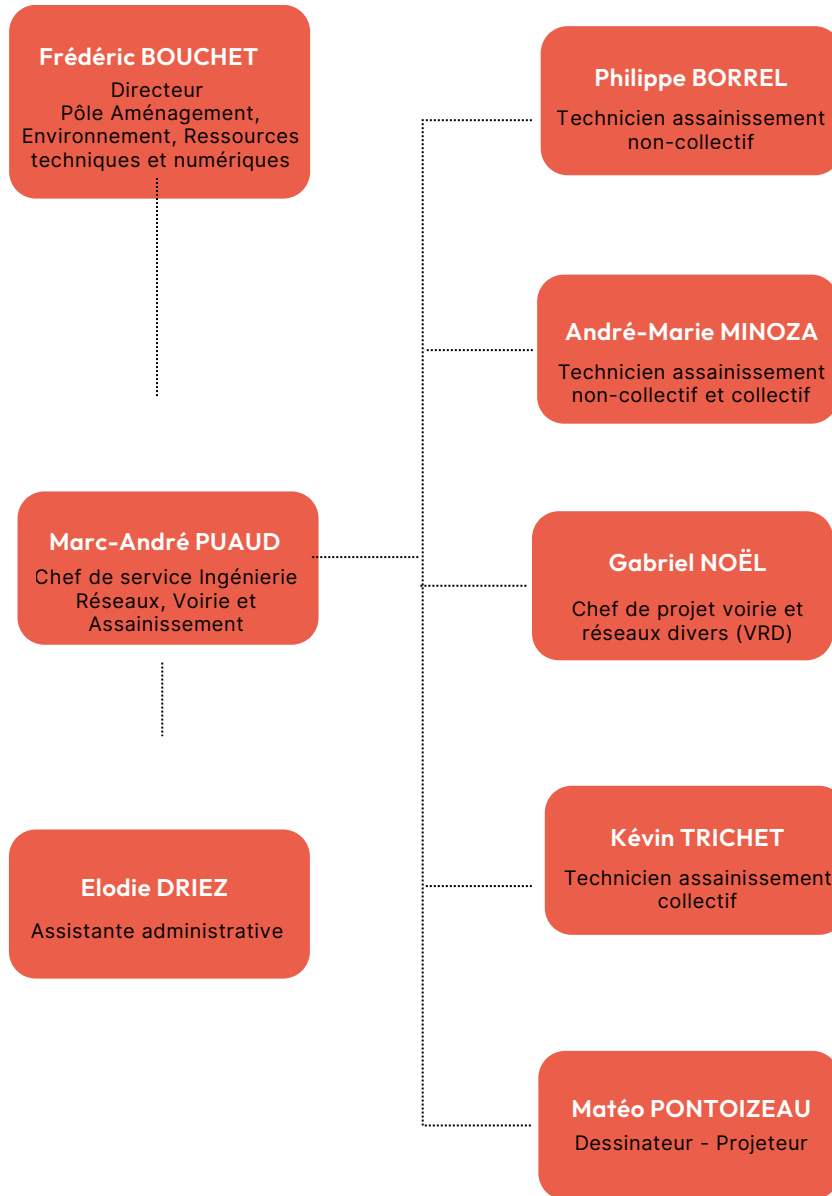 Frédéric BOUCHET
Directeur
Pôle Aménagement,
Environnement, Ressources
techniques et numériques
Marc-André PUAUD
Chef de service Ingénierie
Réseaux, Voirie et
Assainissement
Elodie DRIEZ
Assistante administrative
Philippe BORREL
Technicien assainissement
non-collectif
André-Marie MINOZA
Technicien assainissement
non-collectif et collectif
Gabriel NOËL
Chef de projet voirie et
réseaux divers (VRD)
Kévin TRICHET
Technicien assainissement
collectif
Matéo PONTOIZEAU
Dessinateur - Projeteur